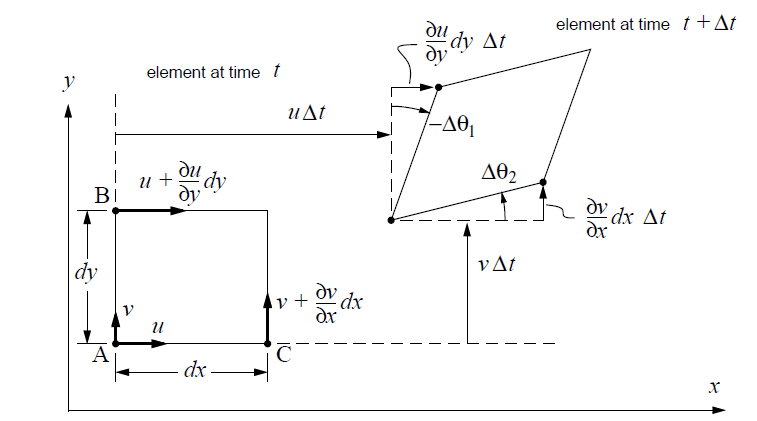 element at time t + Δt
∂u/∂y dy Δt
element at time t
y
u Δt
−Δθ₁
u + ∂u/∂y dy
Δθ₂
B
∂v/∂x dx Δt
dy
v Δt
v
u
v + ∂v/∂x dx
A
C
dx
x